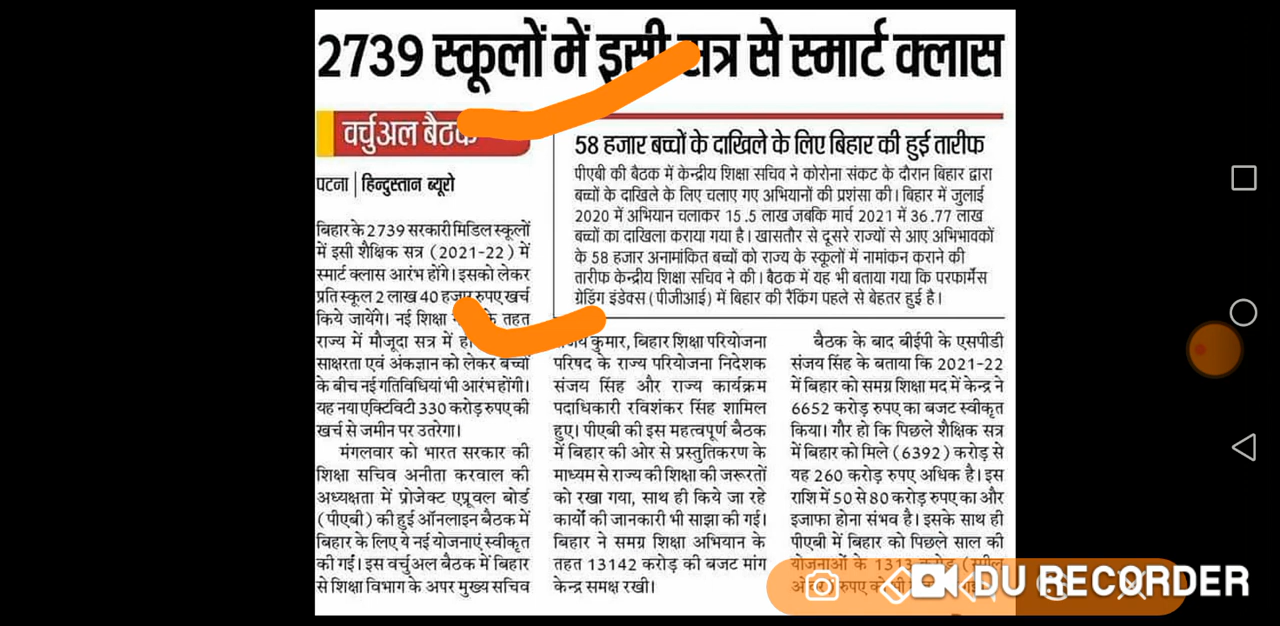 2739 स्कूलों में इसी सत्र से स्मार्ट क्लास
वर्चुअल बैठक
पटना | हिन्दुस्तान ब्यूरो
बिहार के 2739 सरकारी मिडिल स्कूलों
में इसी शैक्षिक सत्र (2021-22) में
स्मार्ट क्लास आरंभ होंगे। इसको लेकर
प्रति स्कूल 2 लाख 40 हजार रुपए खर्च
किये जायेंगे। नई शिक्षा के तहत
राज्य में मौजूदा सत्र में
साक्षरता एवं अंकज्ञान को लेकर बच्चों
के बीच नई गतिविधियां भी आरंभ होंगी।
यह नया एक्टिविटी 330 करोड़ रुपए की
खर्च से जमीन पर उतरेगा।
मंगलवार को भारत सरकार की
शिक्षा सचिव अनीता करवाल की
अध्यक्षता में प्रोजेक्ट एप्रूवल बोर्ड
(पीएबी) की हुई ऑनलाइन बैठक में
बिहार के लिए ये नई योजनाएं स्वीकृत
की गईं। इस वर्चुअल बैठक में बिहार
से शिक्षा विभाग के अपर मुख्य सचिव
58 हजार बच्चों के दाखिले के लिए बिहार की हुई तारीफ
पीएबी की बैठक में केन्द्रीय शिक्षा सचिव ने कोरोना संकट के दौरान बिहार द्वारा
बच्चों के दाखिले के लिए चलाए गए अभियानों की प्रशंसा की। बिहार में जुलाई
2020 में अभियान चलाकर 15.5 लाख जबकि मार्च 2021 में 36.77 लाख
बच्चों का दाखिला कराया गया है। खासतौर से दूसरे राज्यों से आए अभिभावकों
के 58 हजार अनामांकित बच्चों को राज्य के स्कूलों में नामांकन कराने की
तारीफ केन्द्रीय शिक्षा सचिव ने की। बैठक में यह भी बताया गया कि परफार्मेंस
ग्रेडिंग इंडेक्स (पीजीआई) में बिहार की रैंकिंग पहले से बेहतर हुई है।
कुमार, बिहार शिक्षा परियोजना
परिषद के राज्य परियोजना निदेशक
संजय सिंह और राज्य कार्यक्रम
पदाधिकारी रविशंकर सिंह शामिल
हुए। पीएबी की इस महत्वपूर्ण बैठक
में बिहार की ओर से प्रस्तुतिकरण के
माध्यम से राज्य की शिक्षा की जरूरतों
को रखा गया, साथ ही किये जा रहे
कार्यों की जानकारी भी साझा की गई।
बिहार ने समग्र शिक्षा अभियान के
तहत 13142 करोड़ की बजट मांग
केन्द्र समक्ष रखी।
बैठक के बाद बीईपी के एसपीडी
संजय सिंह के बताया कि 2021-22
में बिहार को समग्र शिक्षा मद में केन्द्र ने
6652 करोड़ रुपए का बजट स्वीकृत
किया। गौर हो कि पिछले शैक्षिक सत्र
में बिहार को मिले (6392) करोड़ से
यह 260 करोड़ रुपए अधिक है। इस
राशि में 50 से 80 करोड़ रुपए का और
इजाफा होना संभव है। इसके साथ ही
पीएबी में बिहार को पिछले साल की
योजनाओं के 1313 करोड़ (स्पील
रुपए
DU RECORDER